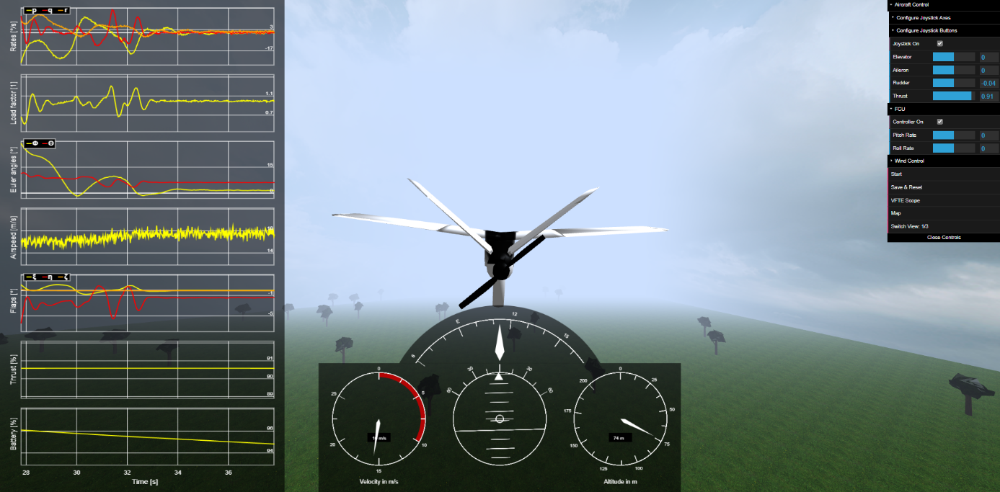 p q r
Rates [°/s]
3
-17
Load factor [1]
1.1
0.7
Φ Θ
Euler angles [°]
15
0
Airspeed [m/s]
16
14
ξ η ζ
Flaps [°]
-1
-5
Thrust [%]
91
90
89
Battery [%]
96
94
28 30 32 34 36
Time [s]
6 E 12 15
0 5 10 15 20 25
m/s
Velocity in m/s
30 30
60 60
0 25 50 75 100 125 150 175 200
74 m
Altitude in m
Aircraft Control
Configure Joystick Axes
Configure Joystick Buttons
Joystick On
Elevator 0
Aileron 0
Rudder -0.04
Thrust 0.91
FCU
Controller On
Pitch Rate 0
Roll Rate 0
Wind Control
Start
Save & Reset
VFTE Scope
Map
Switch View: 1/3
Close Controls